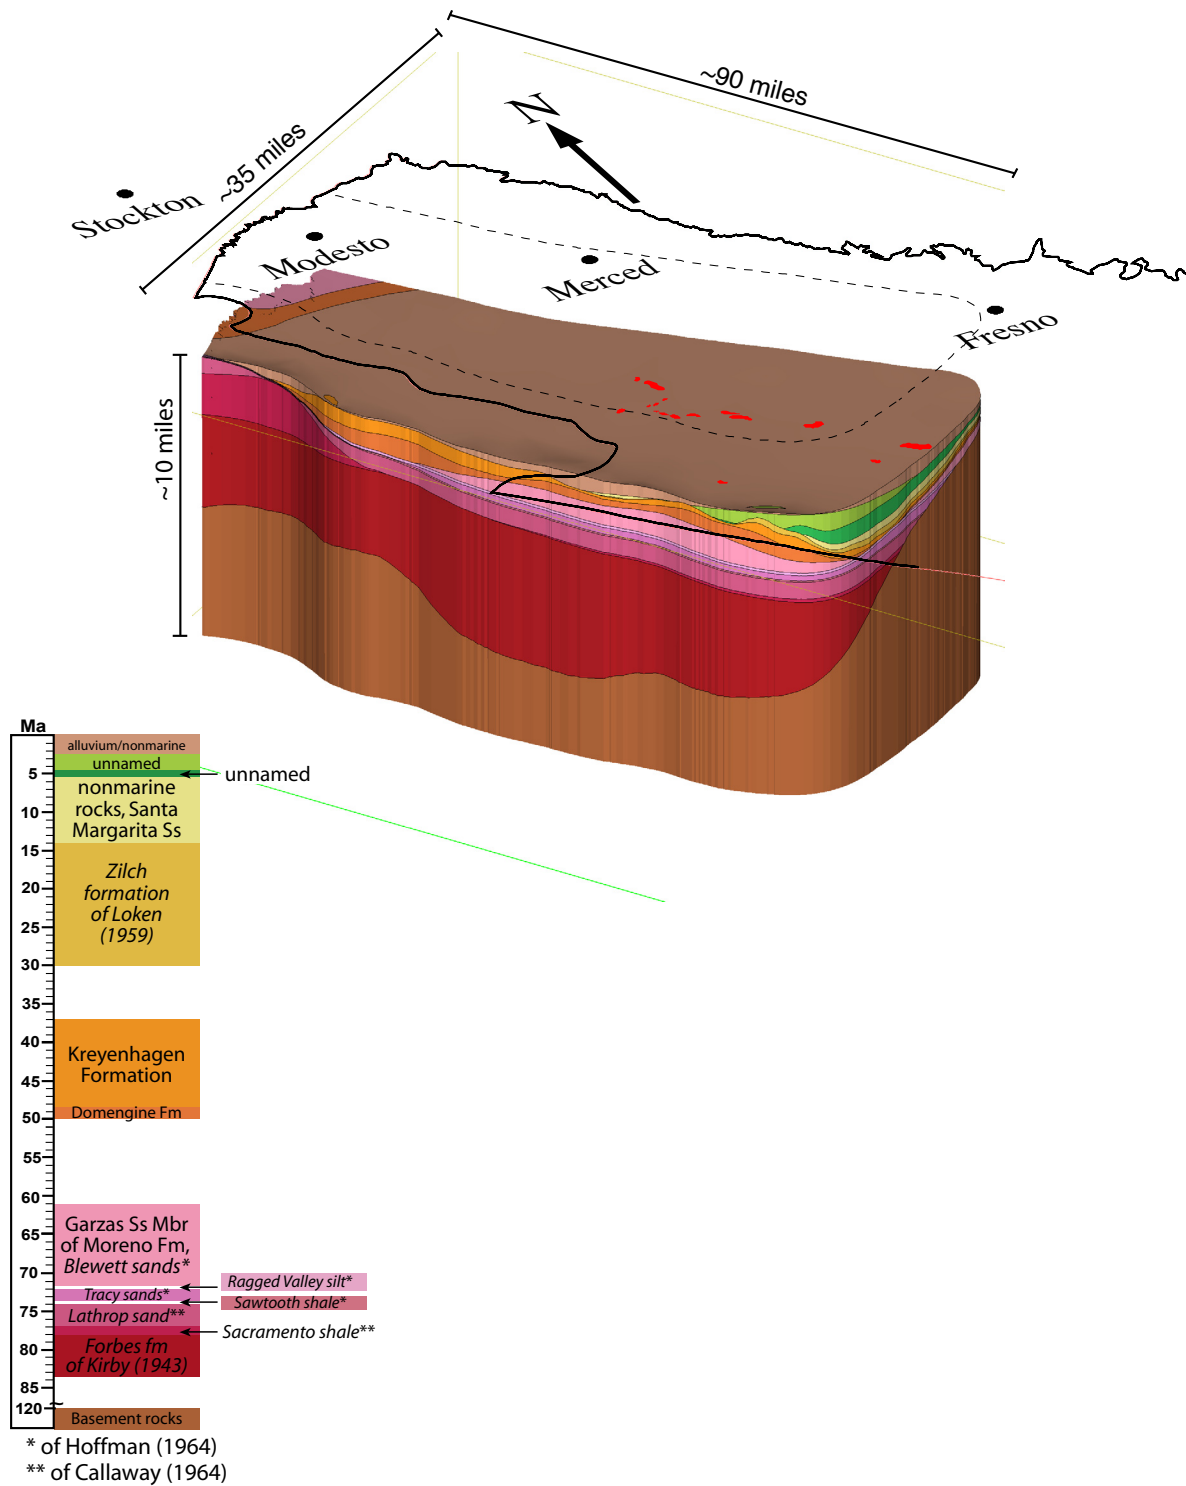 ~90 miles
N
~35 miles
Stockton
Modesto
Merced
Fresno
~10 miles
Ma
alluvium/nonmarine
unnamed
5
unnamed
nonmarine
rocks, Santa
Margarita Ss
10
15
Zilch
formation
of Loken
(1959)
20
25
30
35
40
Kreyenhagen
Formation
45
Domengine Fm
50
55
60
Garzas Ss Mbr
of Moreno Fm,
Blewett sands*
65
70
Ragged Valley silt*
Tracy sands*
Sawtooth shale*
75
Lathrop sand**
Sacramento shale**
80
Forbes fm
of Kirby (1943)
85
120
Basement rocks
* of Hoffman (1964)
** of Callaway (1964)